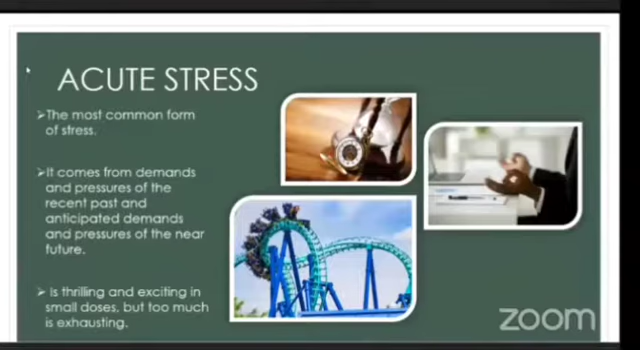 ACUTE STRESS
➢The most common form
of stress.
➢It comes from demands
and pressures of the
recent past and
anticipated demands
and pressures of the near
future.
➢ is thrilling and exciting in
small doses, but too much
is exhausting.
zoom